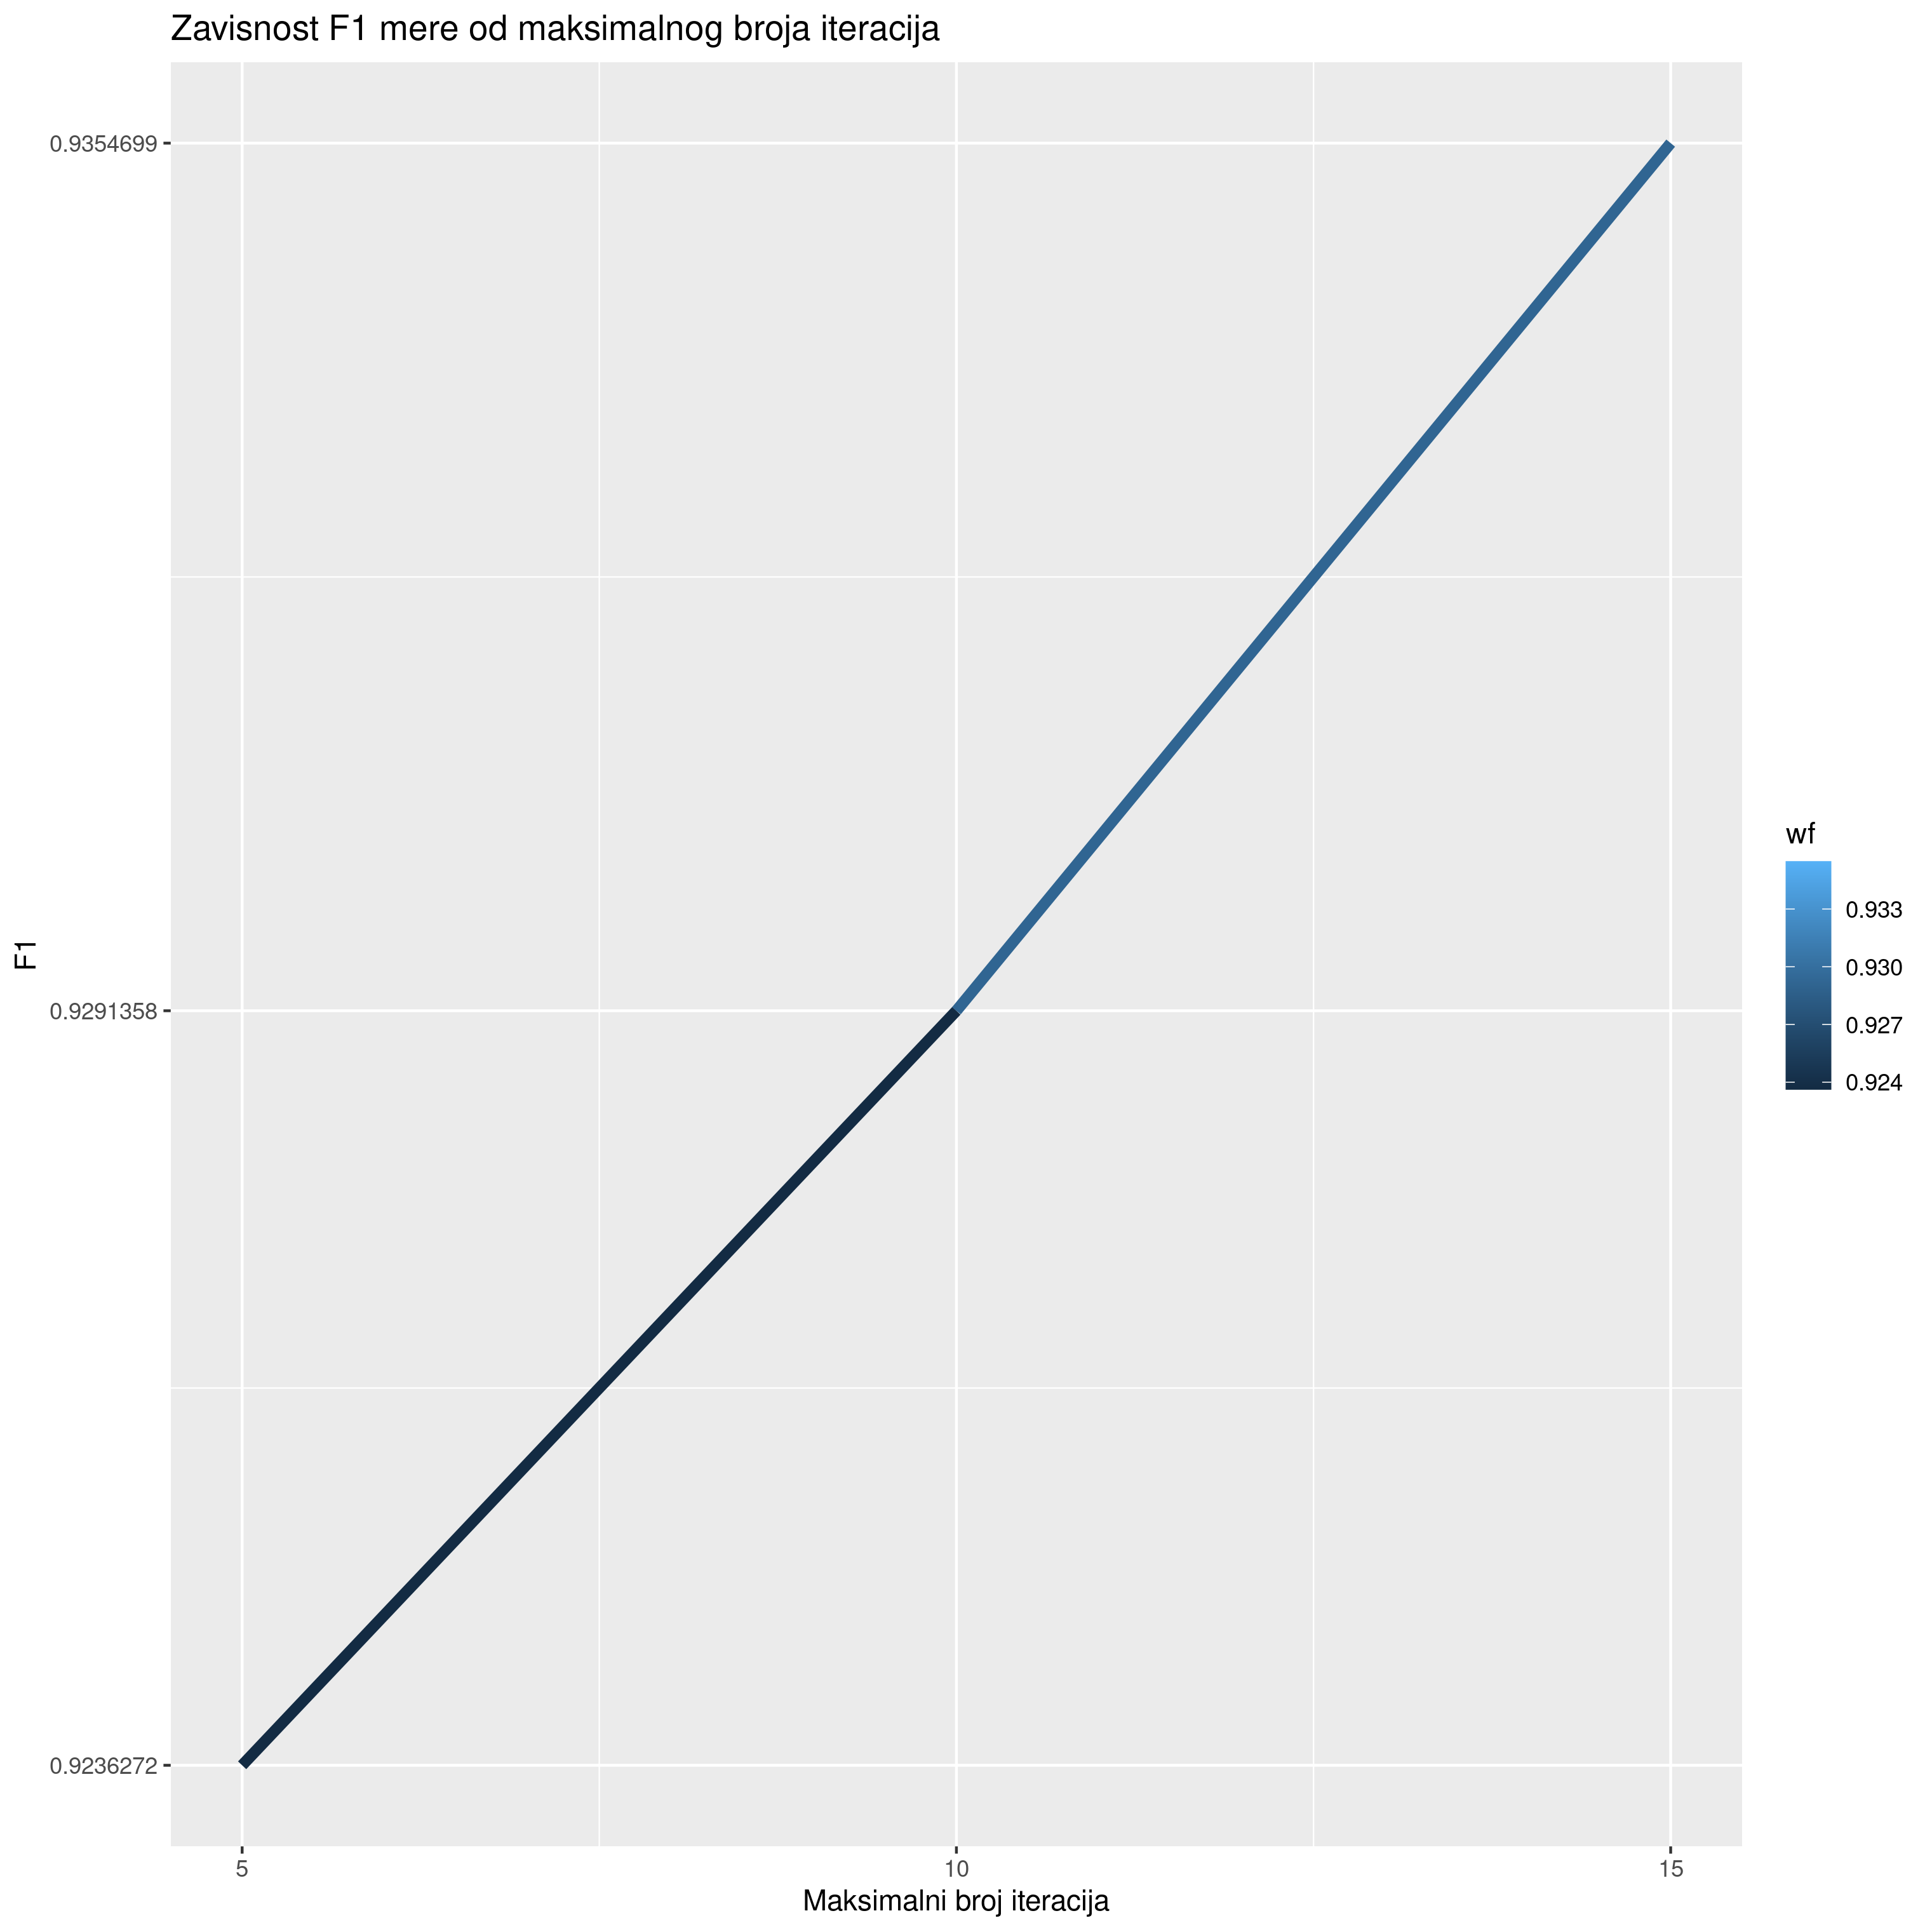 Zavisnost F1 mere od maksimalnog broja iteracija
0.9354699
0.9291358
0.9236272
F1
5
10
15
Maksimalni broj iteracija
wf
0.933
0.930
0.927
0.924